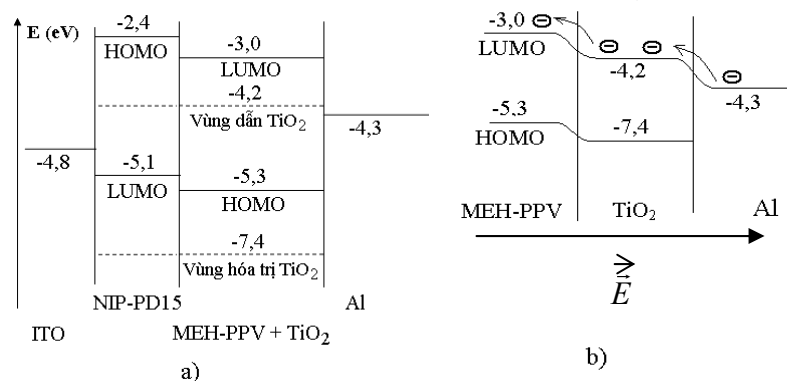 E (eV)
-2,4
HOMO
-3,0
LUMO
-4,2
Vùng dẫn TiO2
-4,3
-4,8
-5,1
LUMO
-5,3
HOMO
-7,4
Vùng hóa trị TiO2
NIP-PD15
Al
ITO
MEH-PPV + TiO2
a)
-3,0
LUMO
-4,2
-4,3
-5,3
HOMO
-7,4
MEH-PPV
TiO2
Al
E
b)